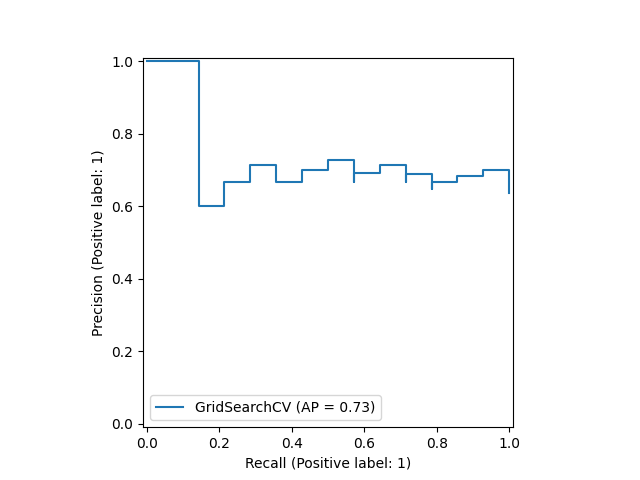 1.0
0.8
0.6
0.4
0.2
0.0
Precision (Positive label: 1)
GridSearchCV (AP = 0.73)
0.0 0.2 0.4 0.6 0.8 1.0
Recall (Positive label: 1)